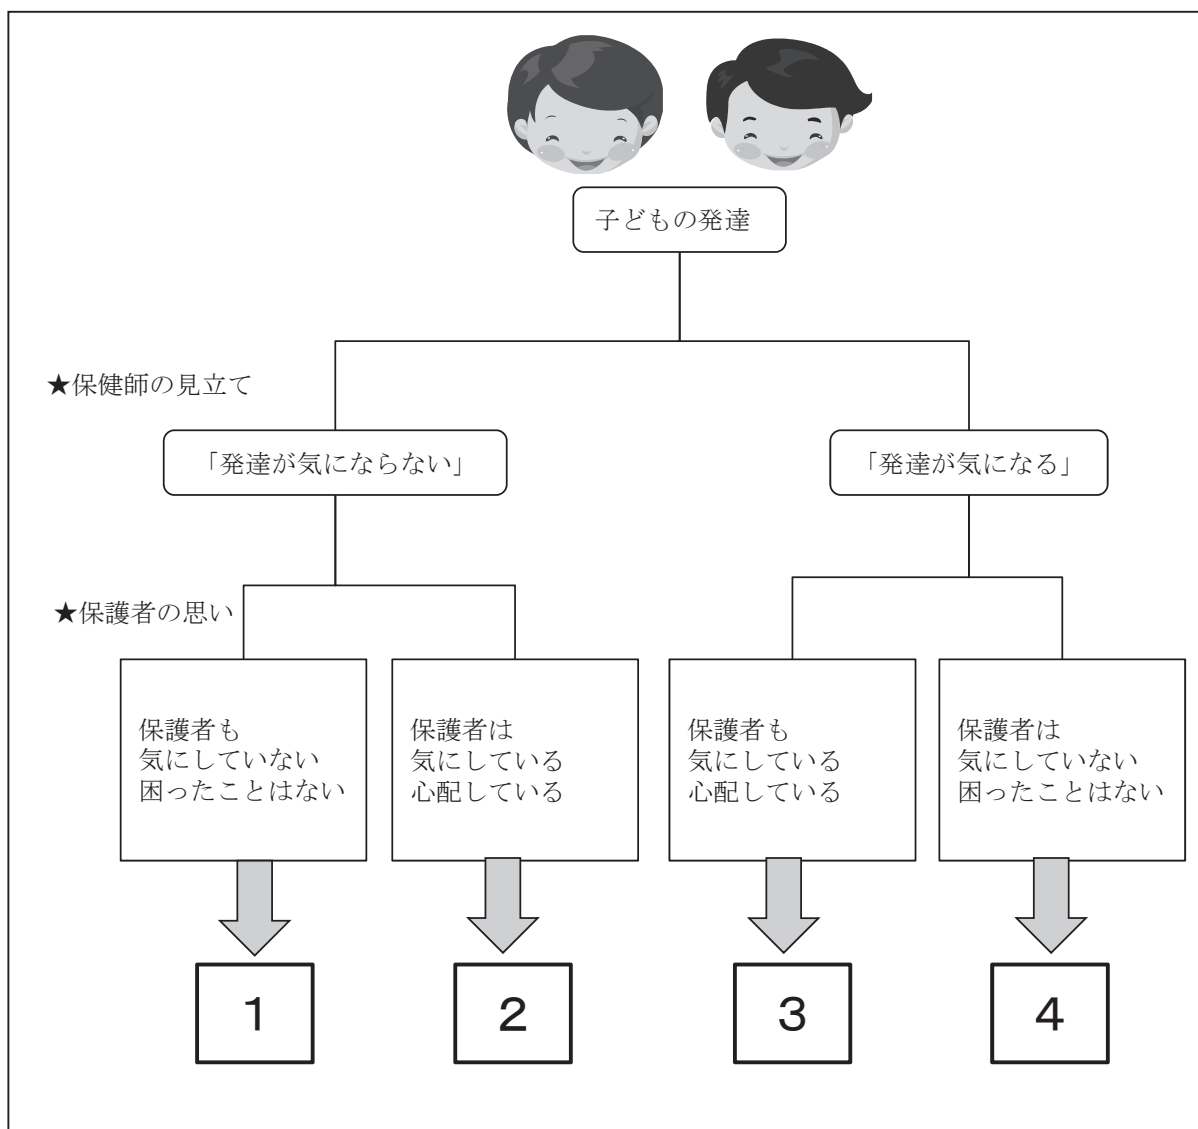 子どもの発達
★保健師の見立て
「発達が気にならない」
「発達が気になる」
★保護者の思い
保護者も
気にしていない
困ったことはない
保護者は
気にしている
心配している
保護者も
気にしている
心配している
保護者は
気にしていない
困ったことはない
1
2
3
4